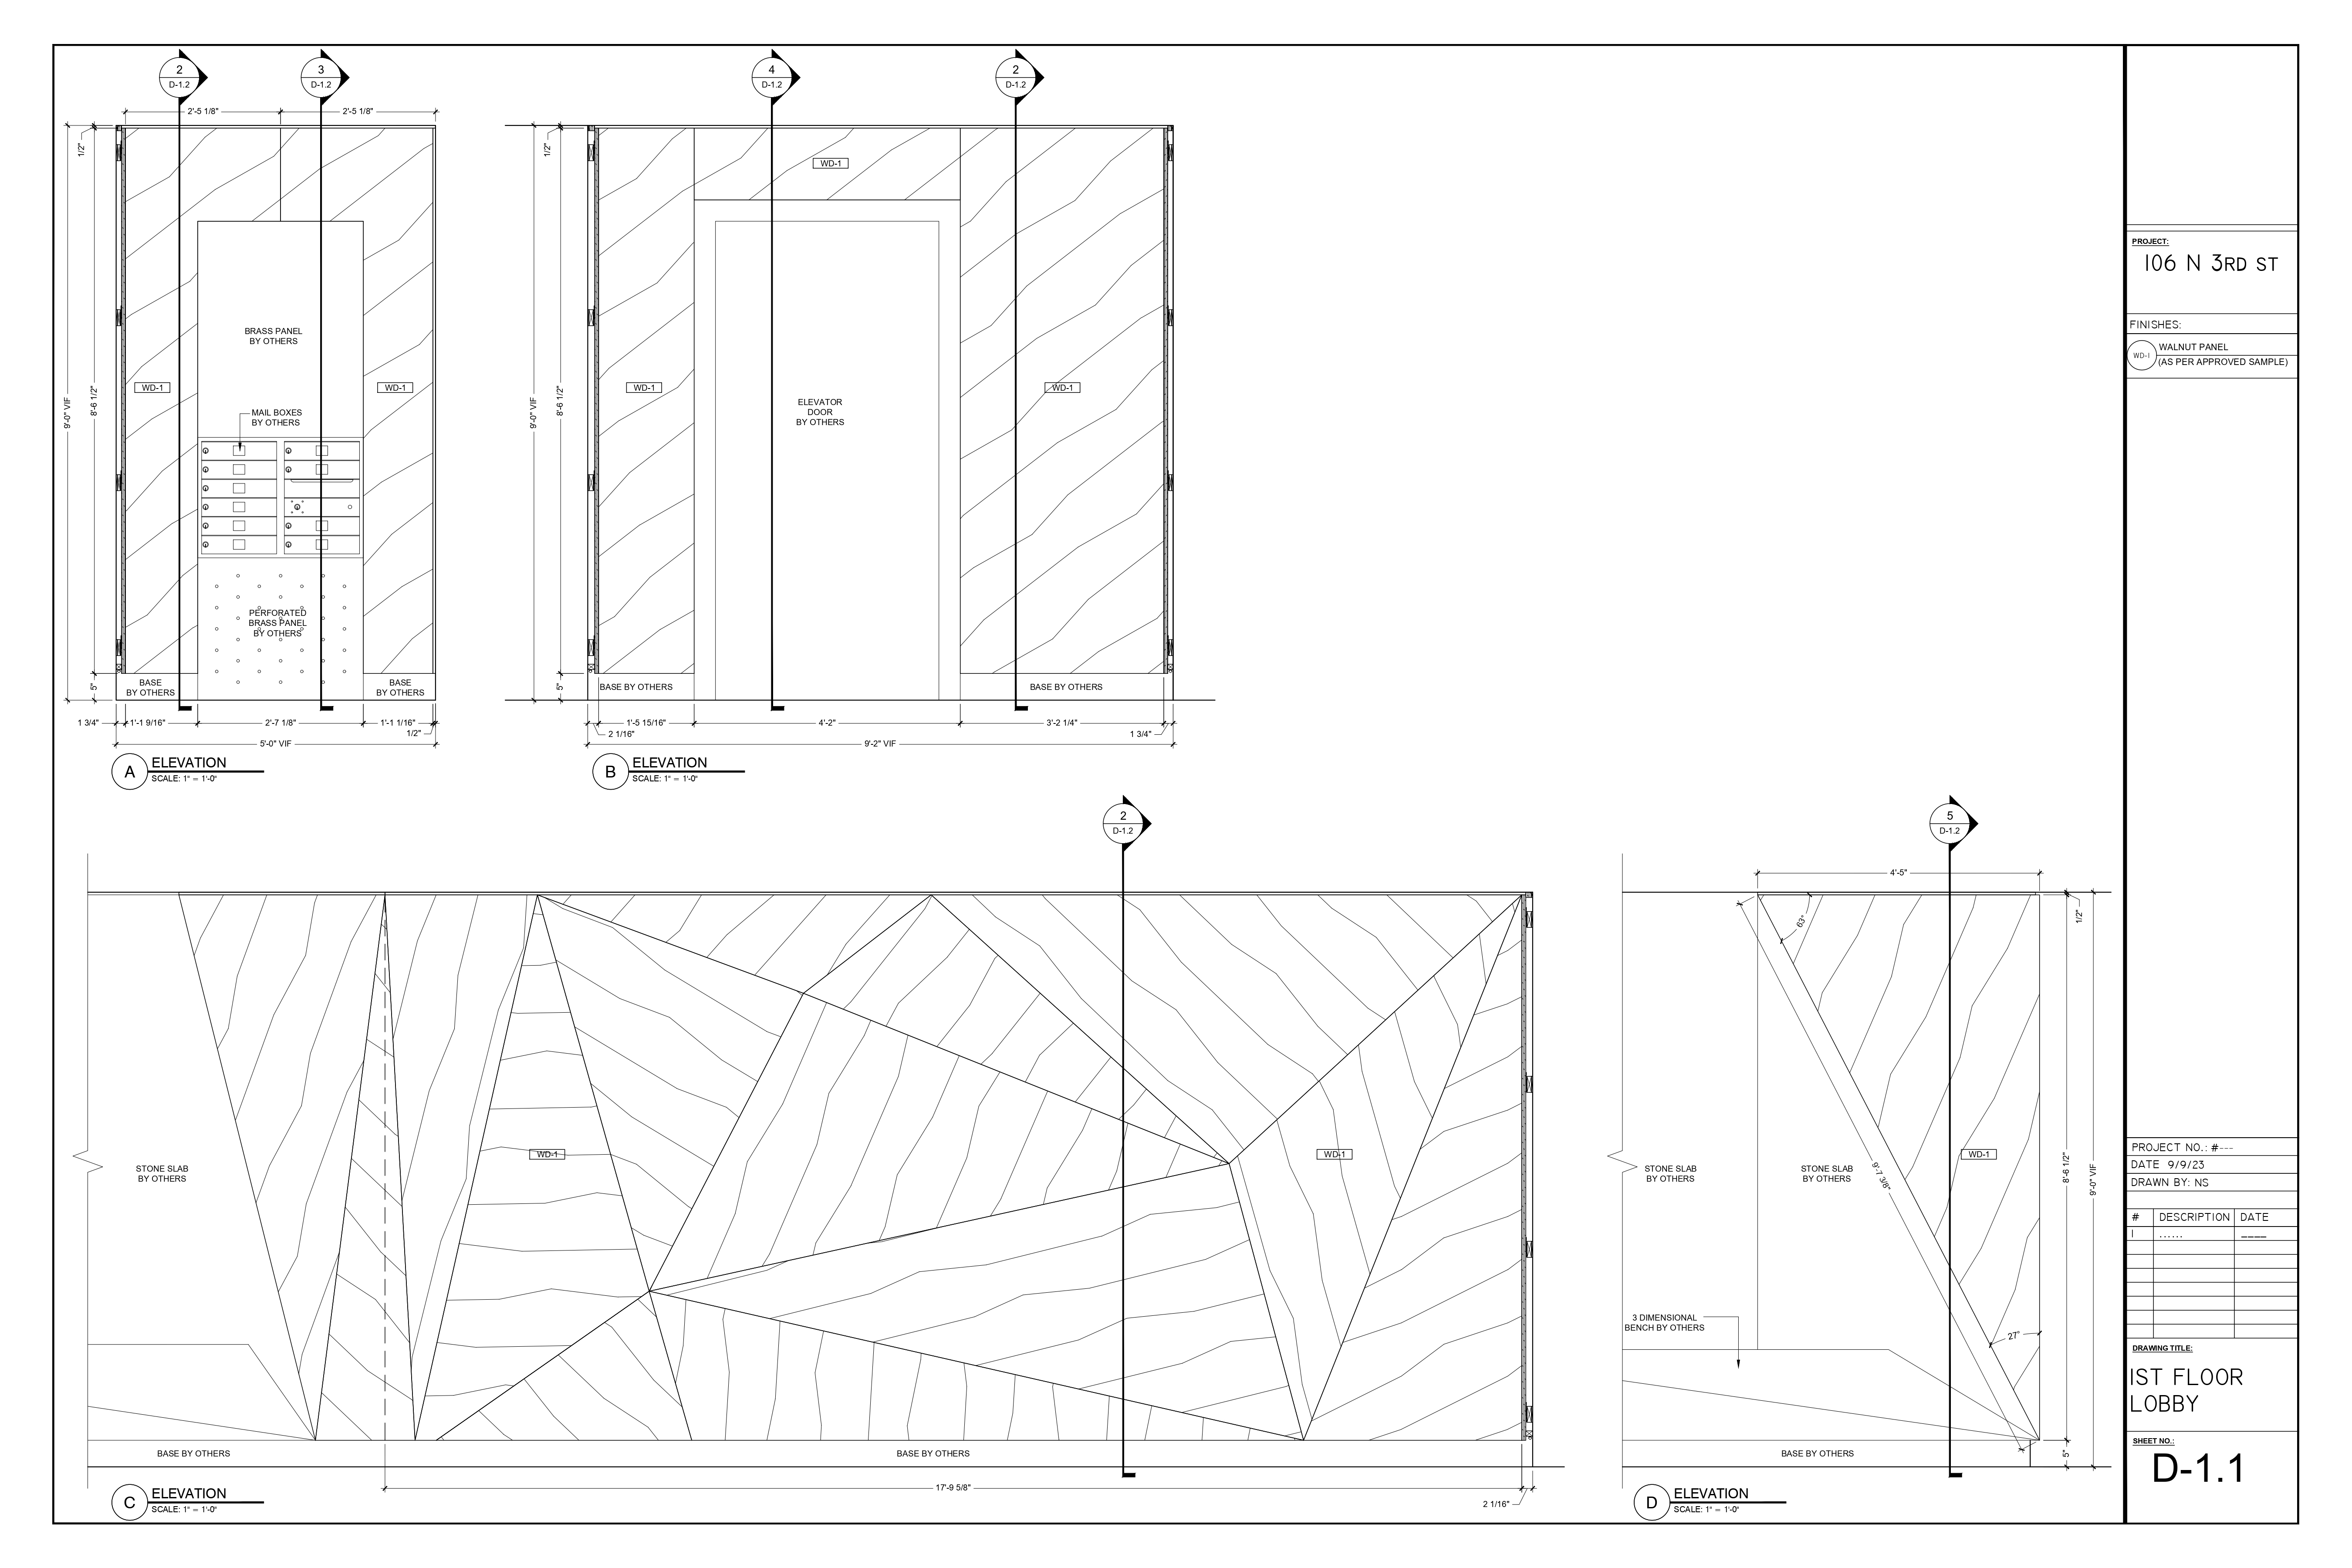 2
D-1.2
3
D-1.2
2'-5 1/8"
2'-5 1/8"
1/2"
9'-0" VIF
8'-6 1/2"
5"
BRASS PANEL
BY OTHERS
WD-1
WD-1
MAIL BOXES
BY OTHERS
PERFORATED
BRASS PANEL
BY OTHERS
BASE
BY OTHERS
BASE
BY OTHERS
1 3/4"
1'-1 9/16"
2'-7 1/8"
1'-1 1/16"
1/2"
5'-0" VIF
A
ELEVATION
SCALE: 1" = 1'-0"
4
D-1.2
2
D-1.2
1/2"
9'-0" VIF
8'-6 1/2"
5"
WD-1
WD-1
WD-1
ELEVATOR
DOOR
BY OTHERS
BASE BY OTHERS
BASE BY OTHERS
1'-5 15/16"
4'-2"
3'-2 1/4"
2 1/16"
1 3/4"
9'-2" VIF
B
ELEVATION
SCALE: 1" = 1'-0"
2
D-1.2
STONE SLAB
BY OTHERS
WD-1
WD-1
BASE BY OTHERS
BASE BY OTHERS
17'-9 5/8"
2 1/16"
C
ELEVATION
SCALE: 1" = 1'-0"
5
D-1.2
4'-5"
63°
1/2"
STONE SLAB
BY OTHERS
STONE SLAB
BY OTHERS
WD-1
9'-7 3/8"
8'-6 1/2"
9'-0" VIF
3 DIMENSIONAL
BENCH BY OTHERS
27°
BASE BY OTHERS
5"
D
ELEVATION
SCALE: 1" = 1'-0"
PROJECT:
106 N 3RD ST
FINISHES:
WD-1
WALNUT PANEL
(AS PER APPROVED SAMPLE)
PROJECT NO.: #---
DATE 9/9/23
DRAWN BY: NS
# DESCRIPTION DATE
1 ...... ____
DRAWING TITLE:
1ST FLOOR
LOBBY
SHEET NO.:
D-1.1